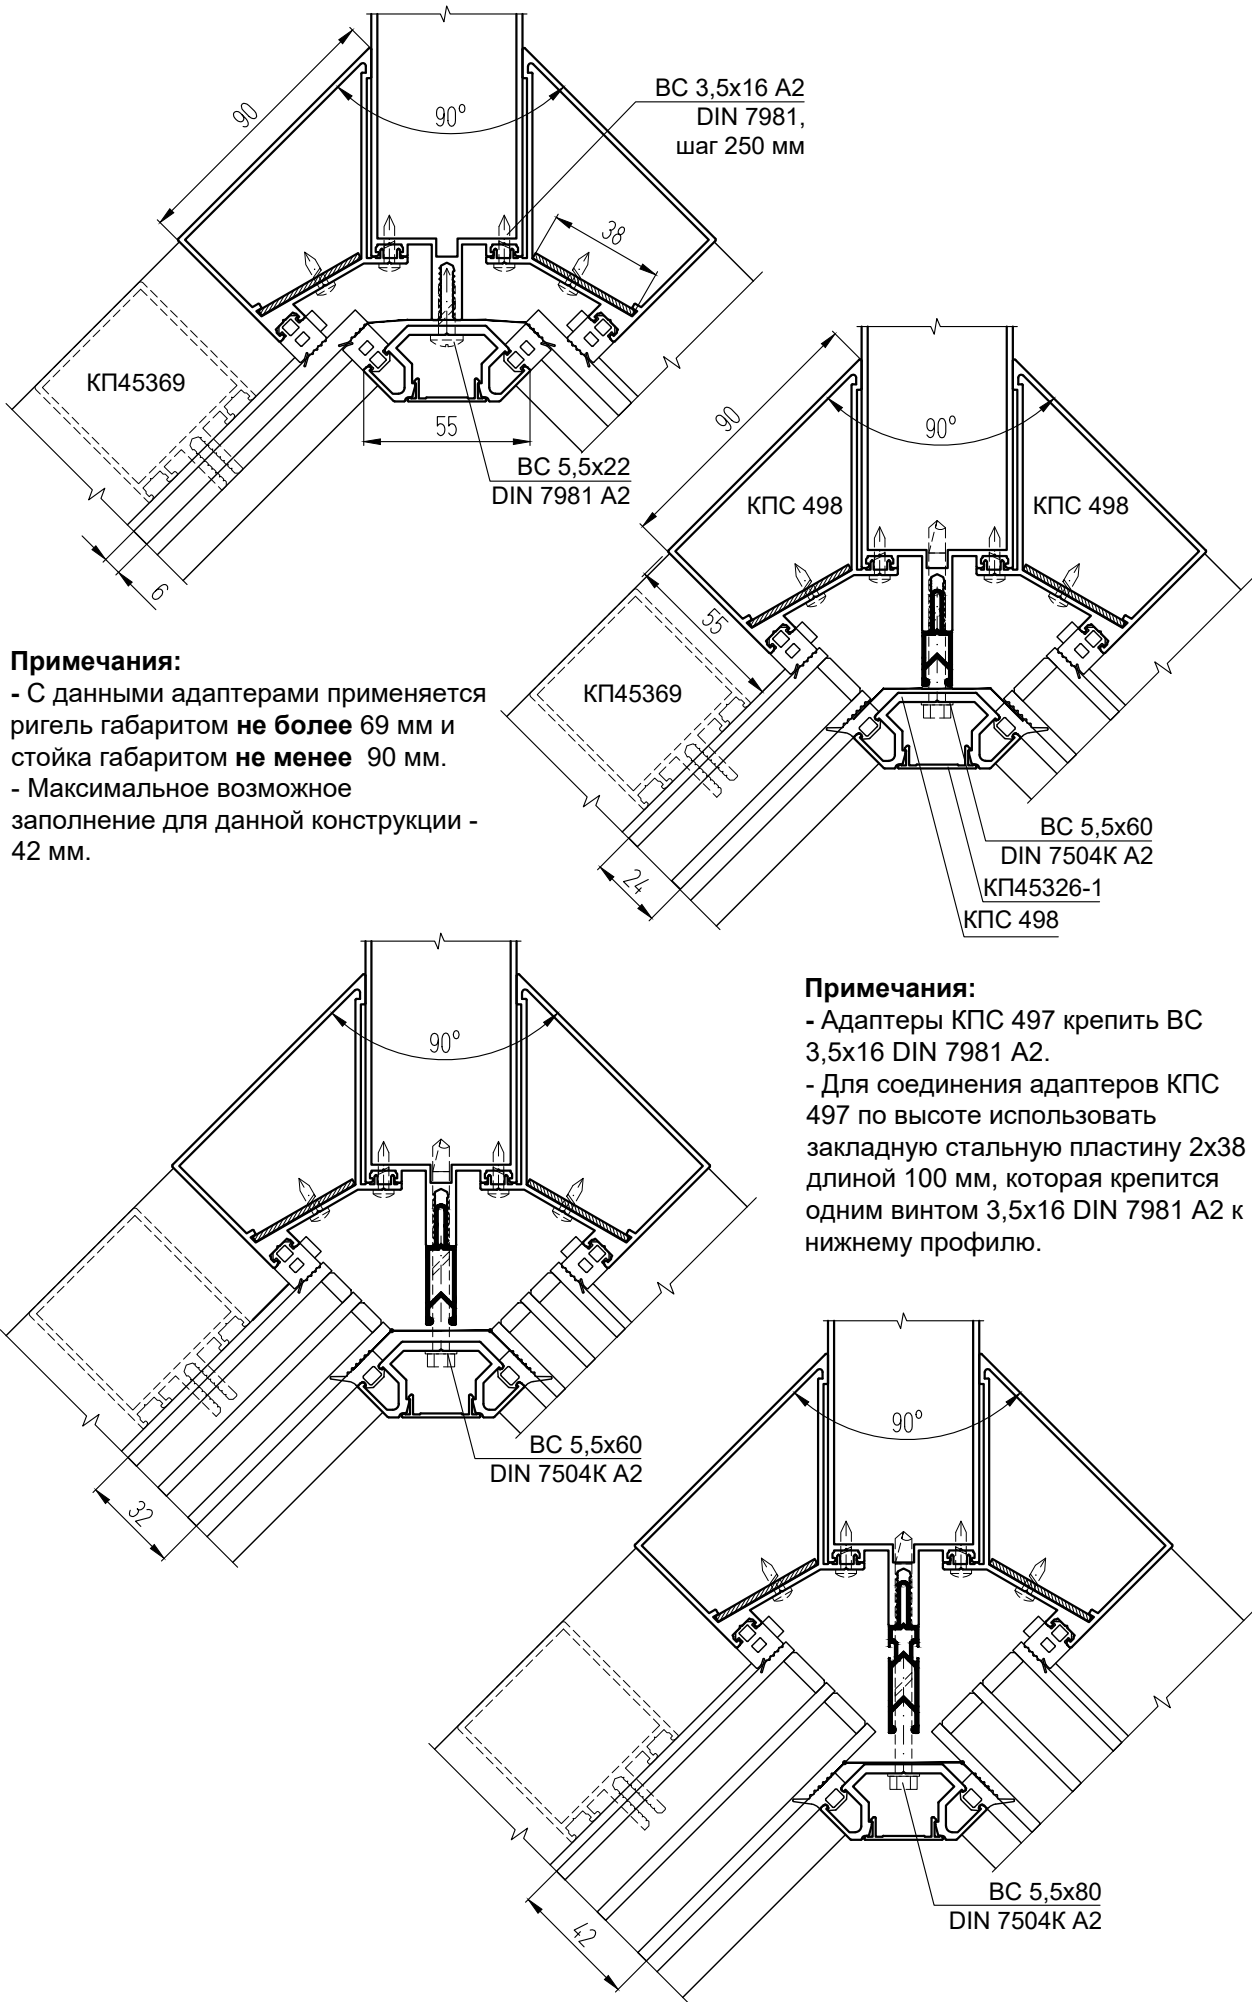 90
90°
ВС 3,5х16 А2
DIN 7981,
шаг 250 мм
38
КП45369
55
ВС 5,5х22
DIN 7981 А2
6
90
90°
КПС 498
КПС 498
55
КП45369
ВС 5,5х60
DIN 7504К А2
КП45326-1
КПС 498
24
Примечания:
- С данными адаптерами применяется
ригель габаритом не более 69 мм и
стойка габаритом не менее 90 мм.
- Максимальное возможное
заполнение для данной конструкции -
42 мм.
90°
ВС 5,5х60
DIN 7504К А2
32
Примечания:
- Адаптеры КПС 497 крепить ВС
3,5х16 DIN 7981 А2.
- Для соединения адаптеров КПС
497 по высоте использовать
закладную стальную пластину 2х38
длиной 100 мм, которая крепится
одним винтом 3,5х16 DIN 7981 А2 к
нижнему профилю.
90°
ВС 5,5х80
DIN 7504К А2
42